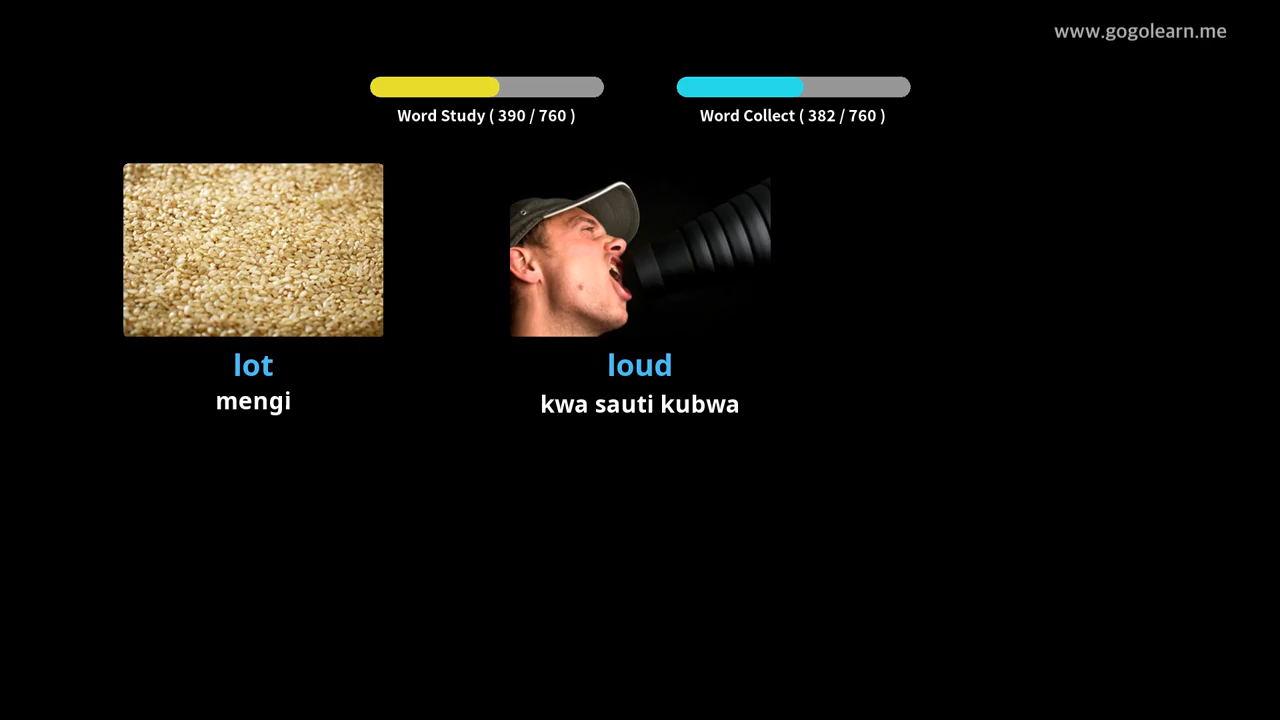 www.gogolearn.me
Word Study ( 390 / 760 )
Word Collect ( 382 / 760 )
lot
mengi
loud
kwa sauti kubwa